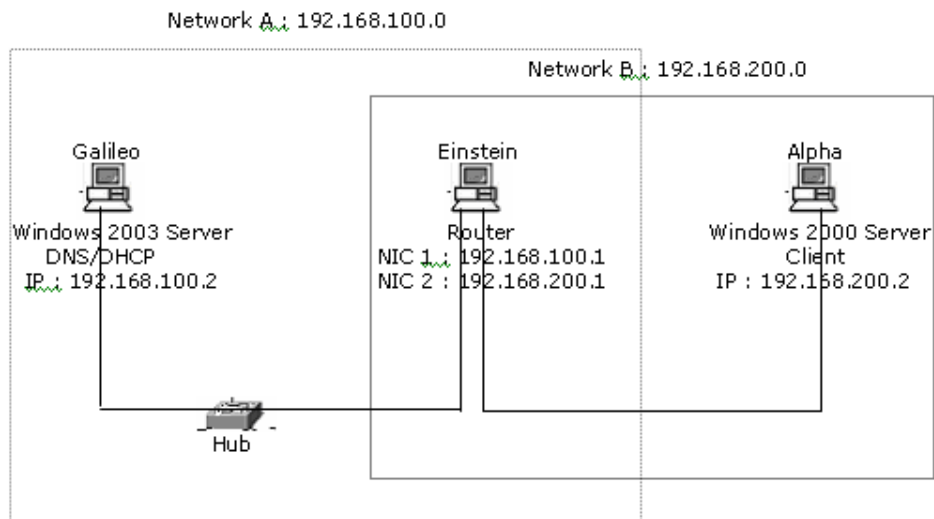 Network A : 192.168.100.0
Network B : 192.168.200.0
Galileo
Windows 2003 Server
DNS/DHCP
IP : 192.168.100.2
Einstein
Router
NIC 1 : 192.168.100.1
NIC 2 : 192.168.200.1
Alpha
Windows 2000 Server
Client
IP : 192.168.200.2
Hub